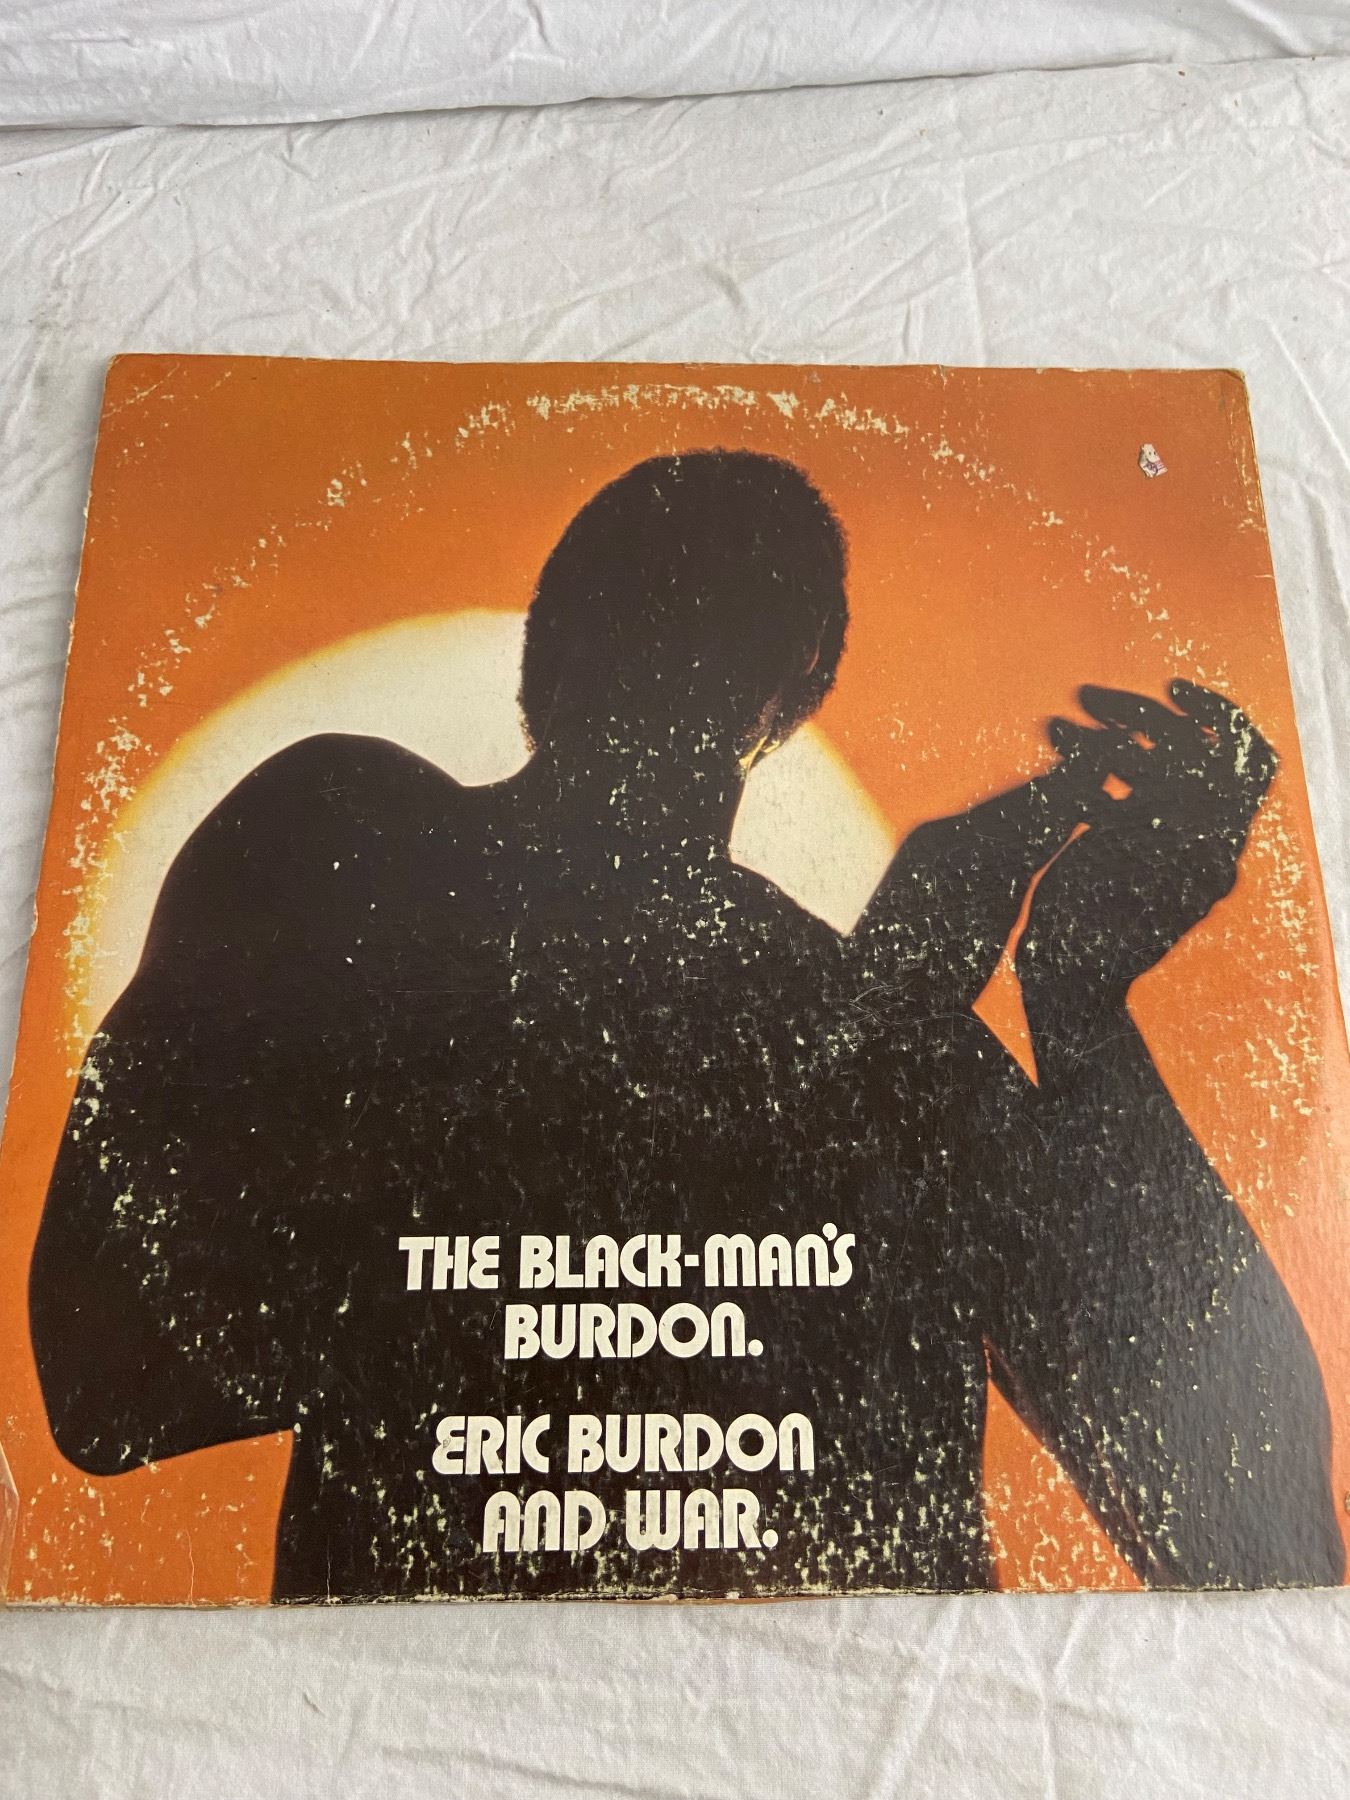 THE BLACK-MAN'S
BURDON.
ERIC BURDON
AND WAR.